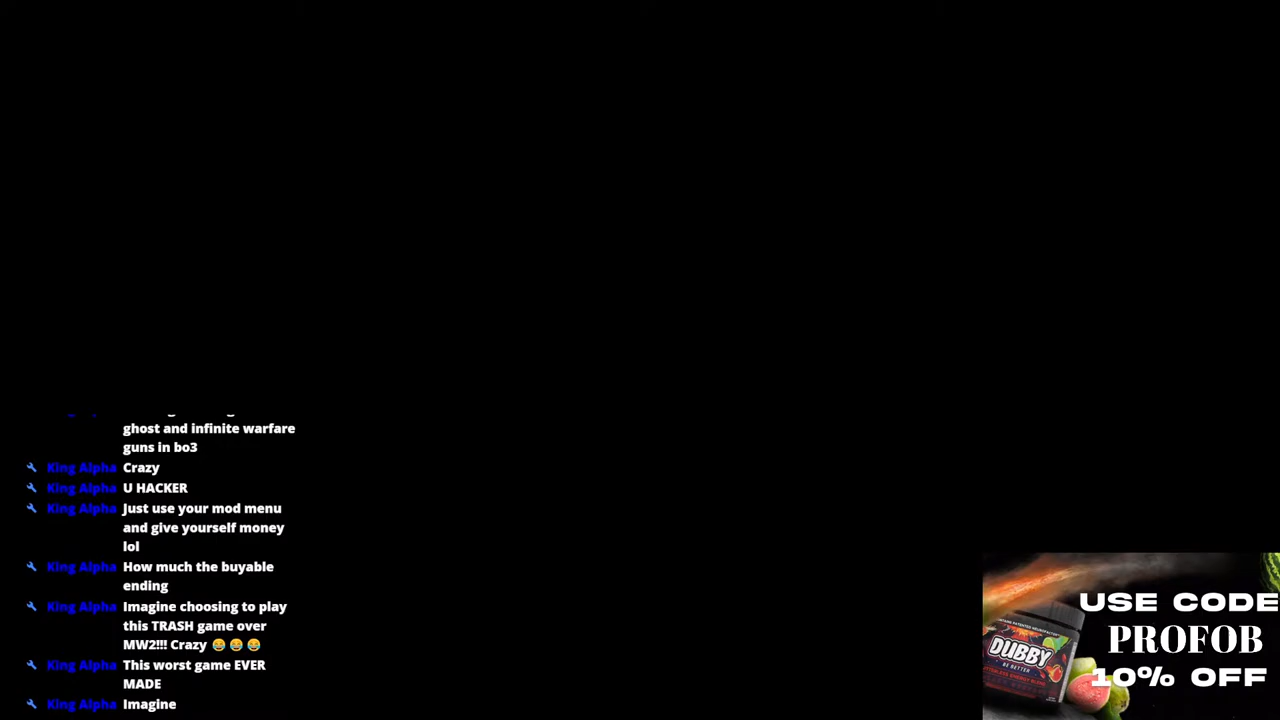 ghost and infinite warfare
guns in bo3
King Alpha Crazy
King Alpha U HACKER
King Alpha Just use your mod menu
and give yourself money
lol
King Alpha How much the buyable
ending
King Alpha Imagine choosing to play
this TRASH game over
MW2!!! Crazy 😂 😂 😂
King Alpha This worst game EVER
MADE
King Alpha Imagine
USE CODE
PROFOB
10% OFF
DUBBY
BE BETTER